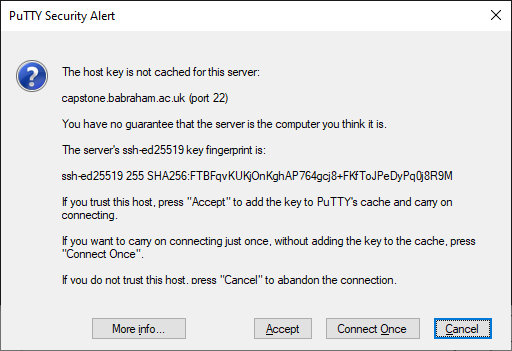 PuTTY Security Alert
The host key is not cached for this server:
capstone.babraham.ac.uk (port 22)
You have no guarantee that the server is the computer you think it is.
The server's ssh-ed25519 key fingerprint is:
ssh-ed25519 255 SHA256:FTBFqvKUKjOnKghAP764gcj8+FKfToJPeDyPq0j8R9M
If you trust this host, press "Accept" to add the key to PuTTY's cache and carry on
connecting.
If you want to carry on connecting just once, without adding the key to the cache, press
"Connect Once".
If you do not trust this host, press "Cancel" to abandon the connection.
More info...
Accept
Connect Once
Cancel